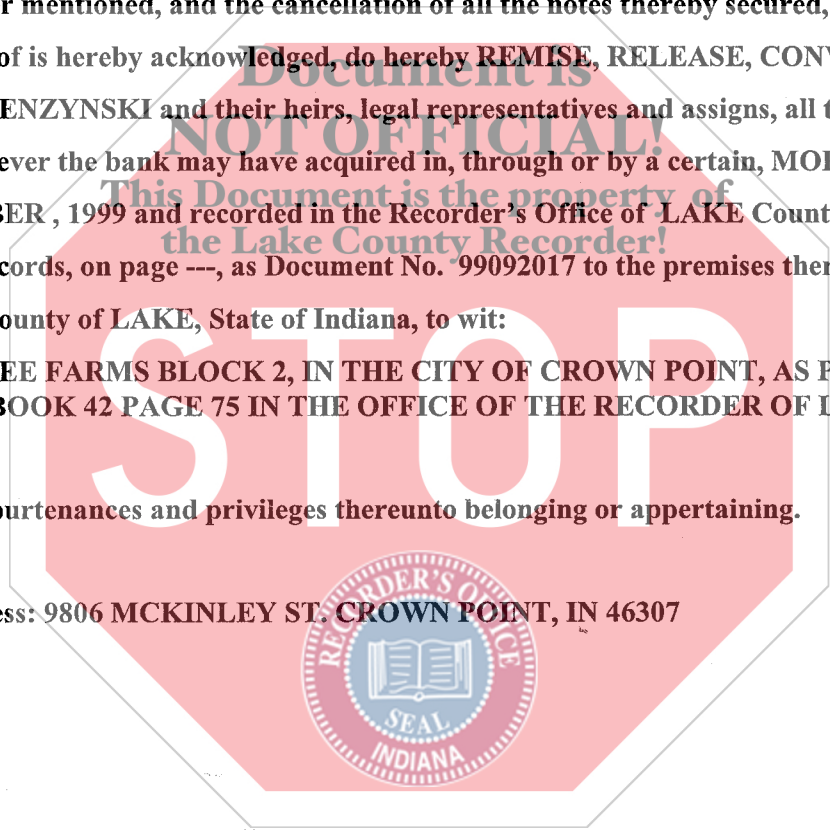 r mentioned, and the cancellation of all the notes thereby secured,
of is hereby acknowledged, do hereby REMISE, RELEASE, CONV
Document is
ENZYNSKI and their heirs, legal representatives and assigns, all t
NOT OFFICIAL!
ever the bank may have acquired in, through or by a certain, MOR
This Document is the property of
BER , 1999 and recorded in the Recorder's Office of LAKE Count
the Lake County Recorder!
cords, on page ---, as Document No. 99092017 to the premises ther
ounty of LAKE, State of Indiana, to wit:
EE FARMS BLOCK 2, IN THE CITY OF CROWN POINT, AS P
BOOK 42 PAGE 75 IN THE OFFICE OF THE RECORDER OF L
STOP
purtenances and privileges thereunto belonging or appertaining.
ess: 9806 MCKINLEY ST. CROWN POINT, IN 46307
RECORDER'S OFFICE
SEAL
INDIANA